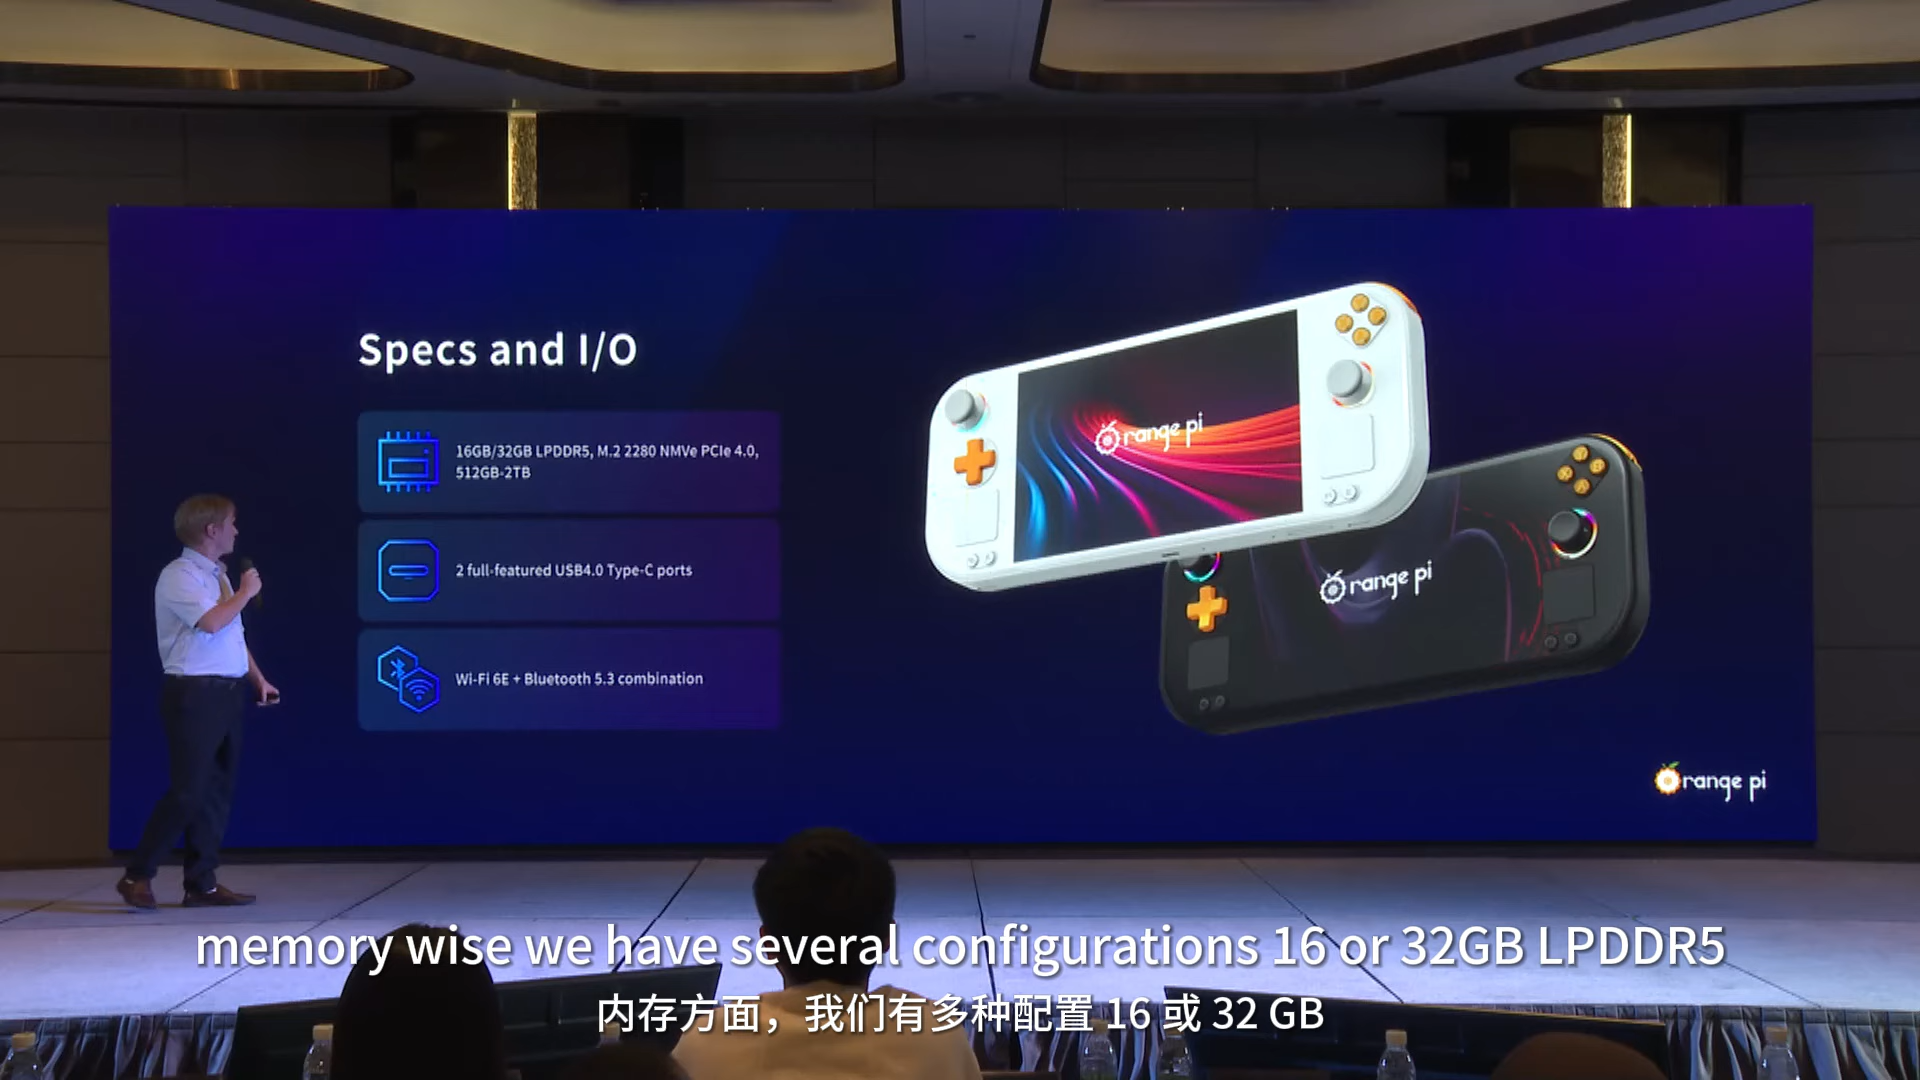 Specs and I/O
16GB/32GB LPDDR5, M.2 2280 NMVe PCIe 4.0,
512GB-2TB
2 full-featured USB4.0 Type-C ports
Wi-Fi 6E + Bluetooth 5.3 combination
range pi
range pi
range pi
memory wise we have several configurations 16 or 32GB LPDDR5
内存方面，我们有多种配置 16 或 32 GB